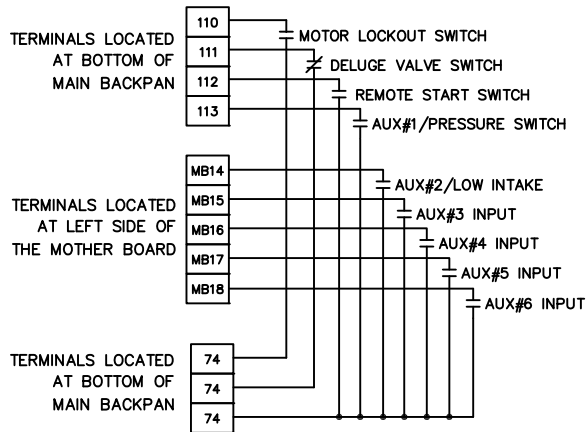 110
MOTOR LOCKOUT SWITCH
TERMINALS LOCATED
AT BOTTOM OF
MAIN BACKPAN
111
DELUGE VALVE SWITCH
112
REMOTE START SWITCH
113
AUX#1/PRESSURE SWITCH
MB14
AUX#2/LOW INTAKE
TERMINALS LOCATED
AT LEFT SIDE OF
THE MOTHER BOARD
MB15
AUX#3 INPUT
MB16
AUX#4 INPUT
MB17
AUX#5 INPUT
MB18
AUX#6 INPUT
TERMINALS LOCATED
AT BOTTOM OF
MAIN BACKPAN
74
74
74